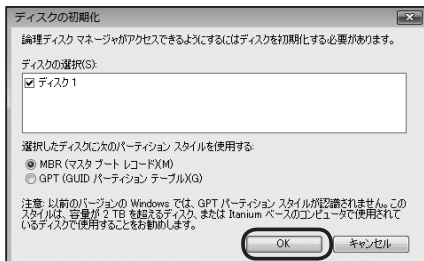 ディスクの初期化
論理ディスク マネージャがアクセスできるようにするにはディスクを初期化する必要があります。
ディスクの選択(S):
ディスク 1
選択したディスクに次のパーティション スタイルを使用する:
MBR (マスタ ブート レコード)(M)
GPT (GUID パーティション テーブル)(G)
注意: 以前のバージョンの Windows では、GPT パーティション スタイルが認識されません。この
スタイルは、容量が 2 TB を超えるディスク、または Itanium ベースのコンピュータで使用されて
いるディスクで使用することをお勧めします。
OK
キャンセル